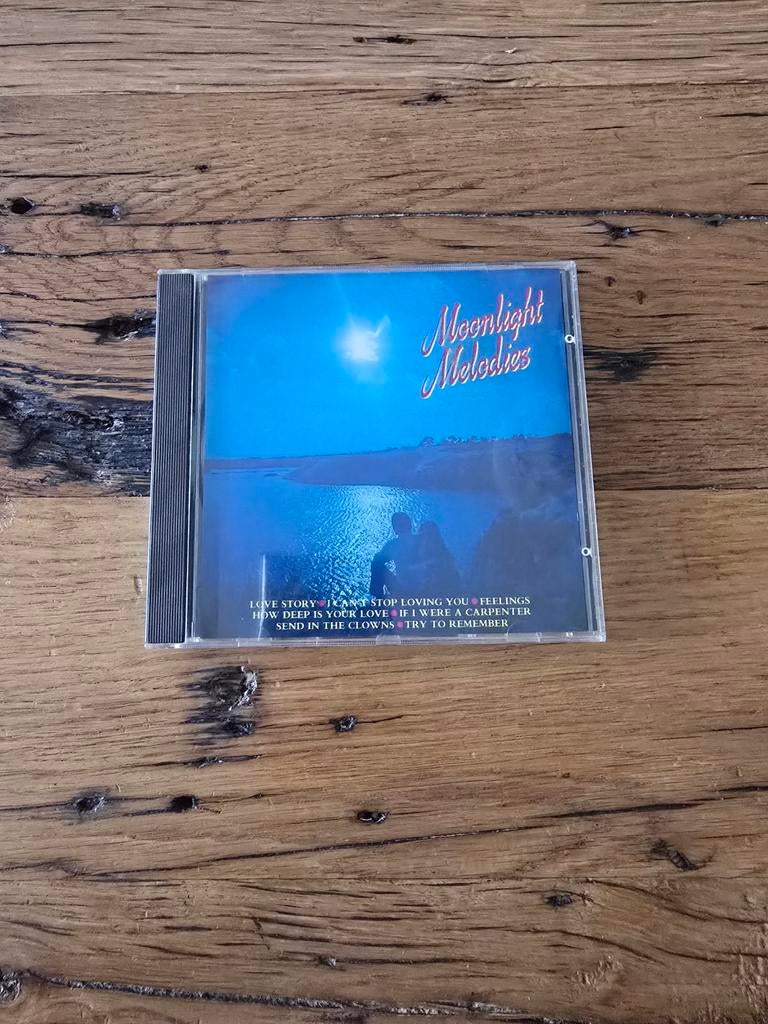 Moonlight
Melodies
LOVE STORY • I CAN'T STOP LOVING YOU • FEELINGS
HOW DEEP IS YOUR LOVE • IF I WERE A CARPENTER
SEND IN THE CLOWNS • TRY TO REMEMBER